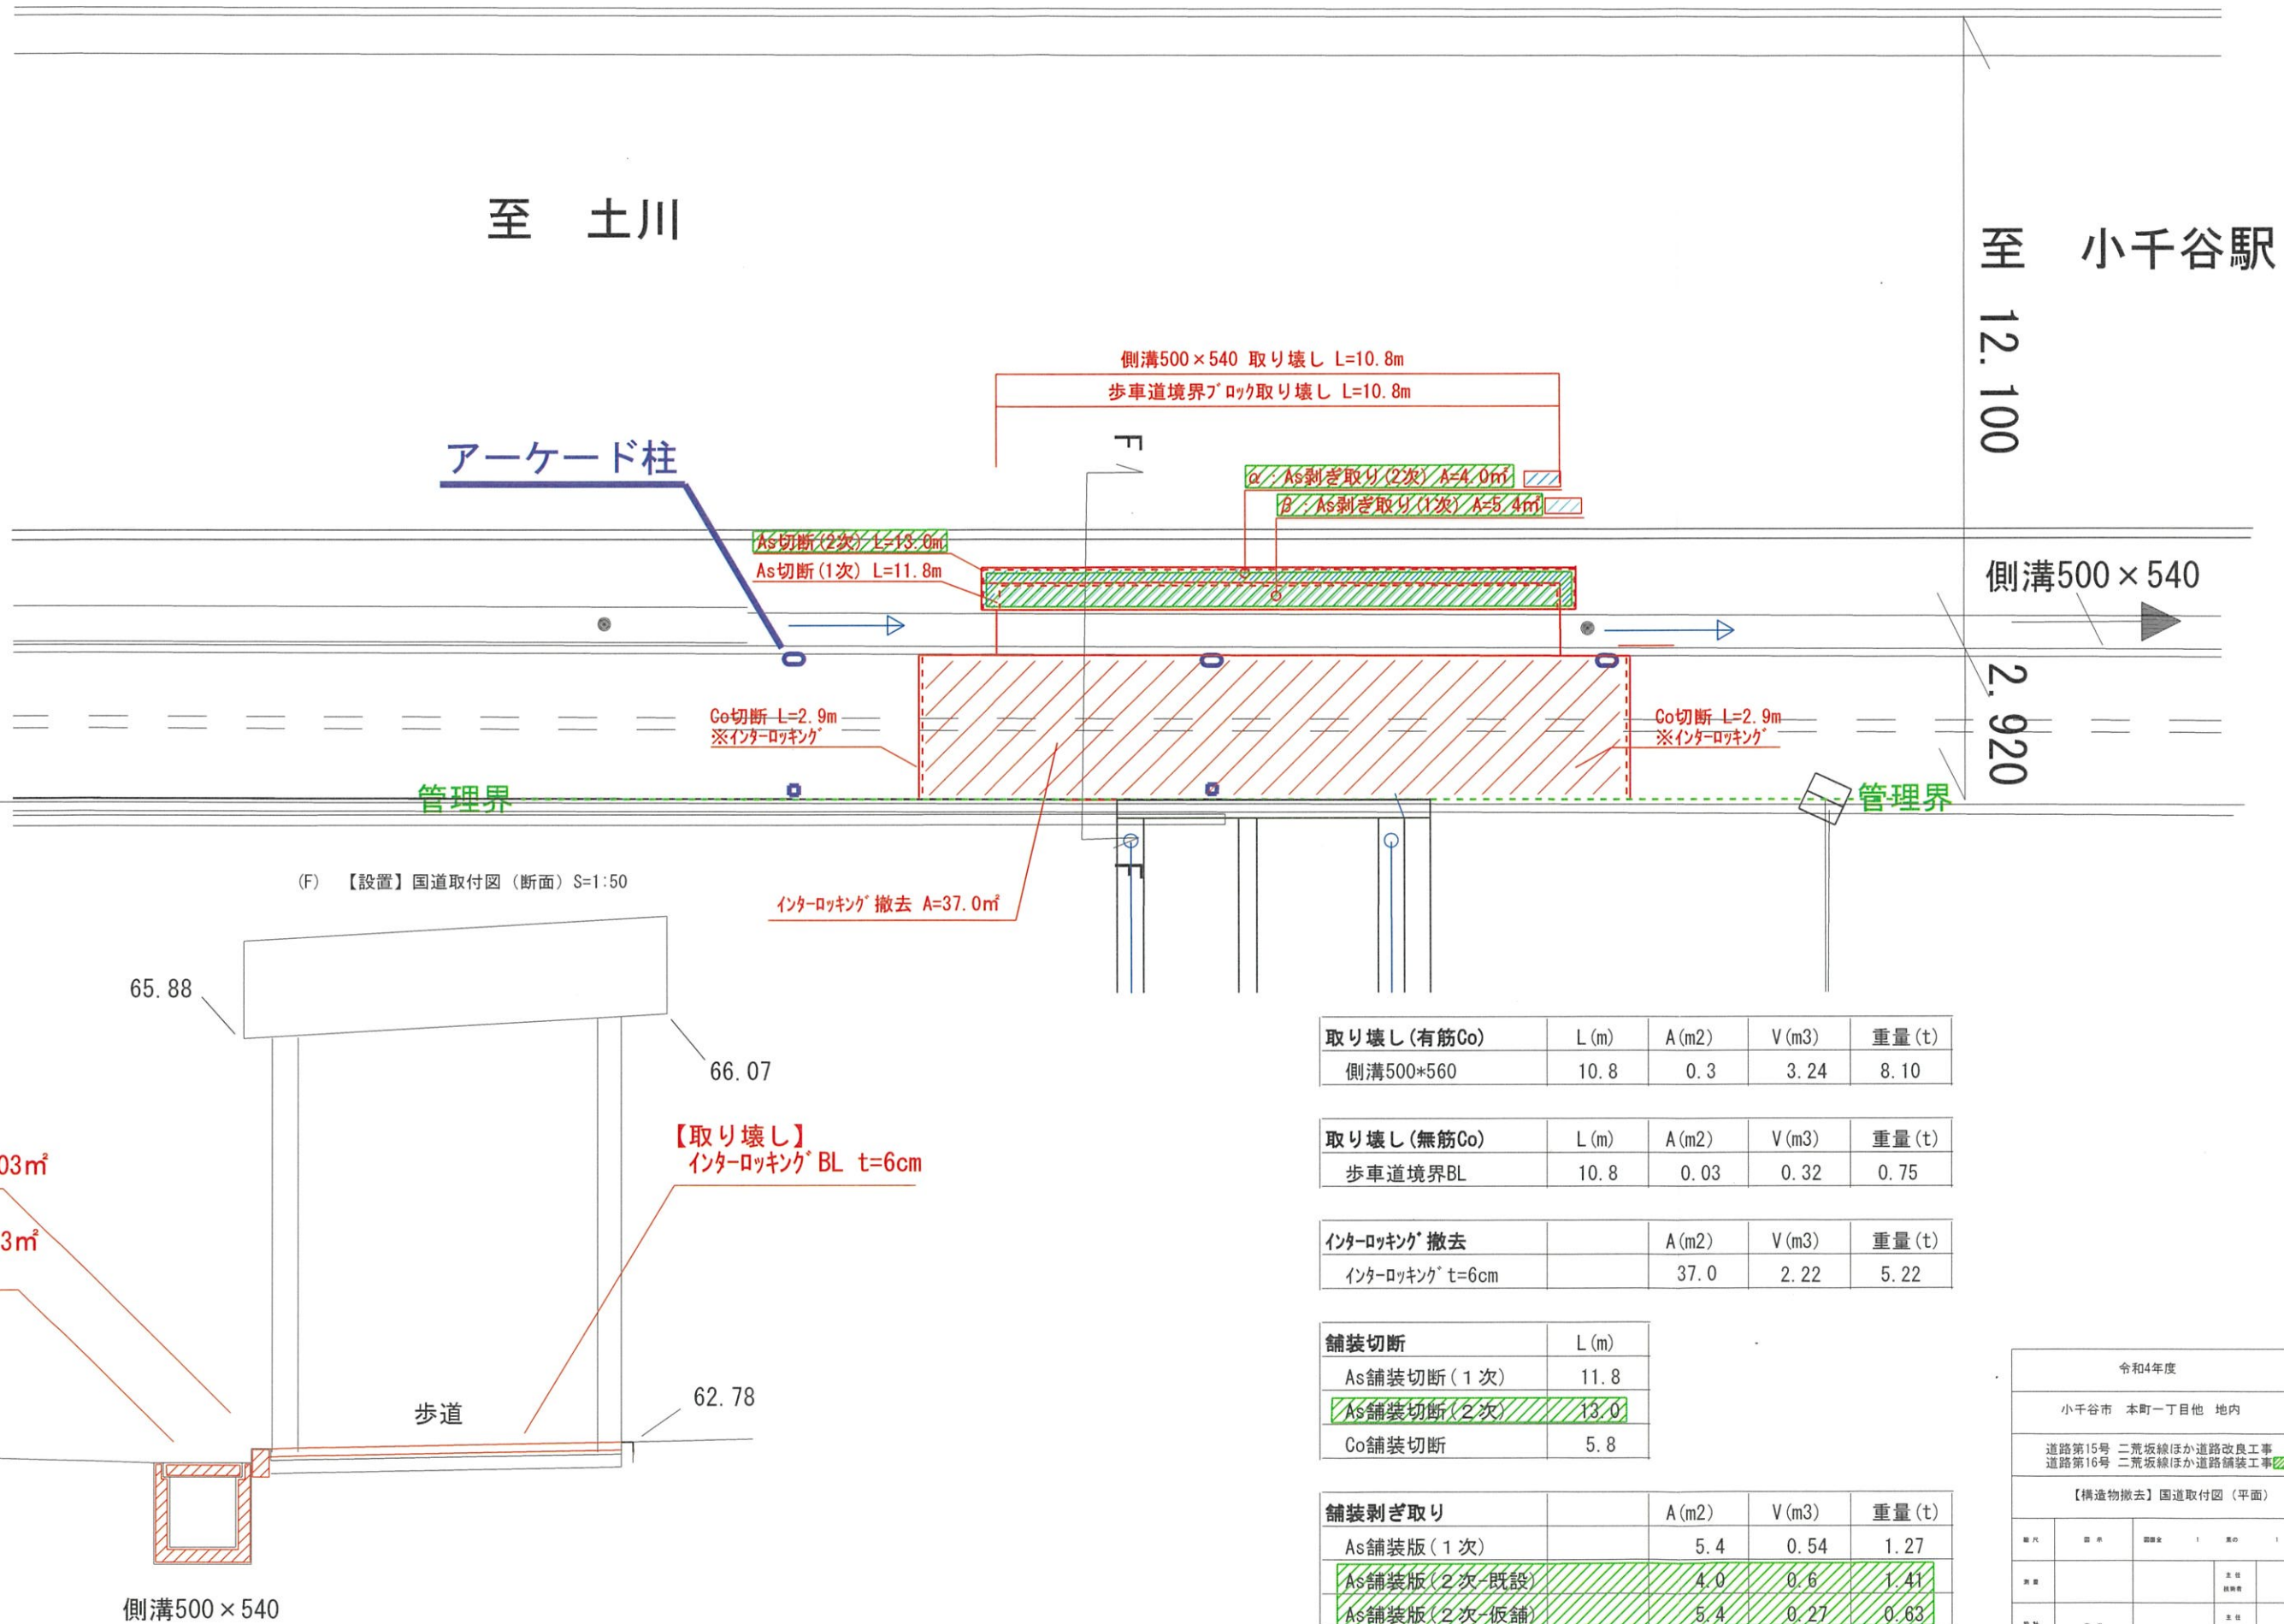 至 土川
至 小千谷駅
12.100
側溝500×540 取り壊し L=10.8m
歩車道境界ﾌﾞﾛｯｸ取り壊し L=10.8m
アーケード柱
F
α：As剥ぎ取り(2次) A=4.0㎡
β：As剥ぎ取り(1次) A=5.4㎡
As切断(2次) L=13.0m
As切断(1次) L=11.8m
側溝500×540
2.920
Co切断 L=2.9m
※ｲﾝﾀｰﾛｯｷﾝｸﾞ
Co切断 L=2.9m
※ｲﾝﾀｰﾛｯｷﾝｸﾞ
管理界
管理界
F
ｲﾝﾀｰﾛｯｷﾝｸﾞ撤去 A=37.0㎡
(F) 【設置】国道取付図（断面）S=1:50
65.88
66.07
【取り壊し】
ｲﾝﾀｰﾛｯｷﾝｸﾞBL t=6cm
03㎡
3㎡
62.78
歩道
側溝500×540
取り壊し(有筋Co) L(m) A(m2) V(m3) 重量(t)
側溝500*560 10.8 0.3 3.24 8.10
取り壊し(無筋Co) L(m) A(m2) V(m3) 重量(t)
歩車道境界BL 10.8 0.03 0.32 0.75
ｲﾝﾀｰﾛｯｷﾝｸﾞ撤去 A(m2) V(m3) 重量(t)
ｲﾝﾀｰﾛｯｷﾝｸﾞt=6cm 37.0 2.22 5.22
舗装切断 L(m)
As舗装切断(１次) 11.8
As舗装切断(２次) 13.0
Co舗装切断 5.8
舗装剥ぎ取り A(m2) V(m3) 重量(t)
As舗装版(１次) 5.4 0.54 1.27
As舗装版(２次-既設) 4.0 0.6 1.41
As舗装版(２次-仮舗) 5.4 0.27 0.63
令和4年度
小千谷市 本町一丁目他 地内
道路第15号 二荒坂線ほか道路改良工事
道路第16号 二荒坂線ほか道路舗装工事
【構造物撤去】国道取付図（平面）